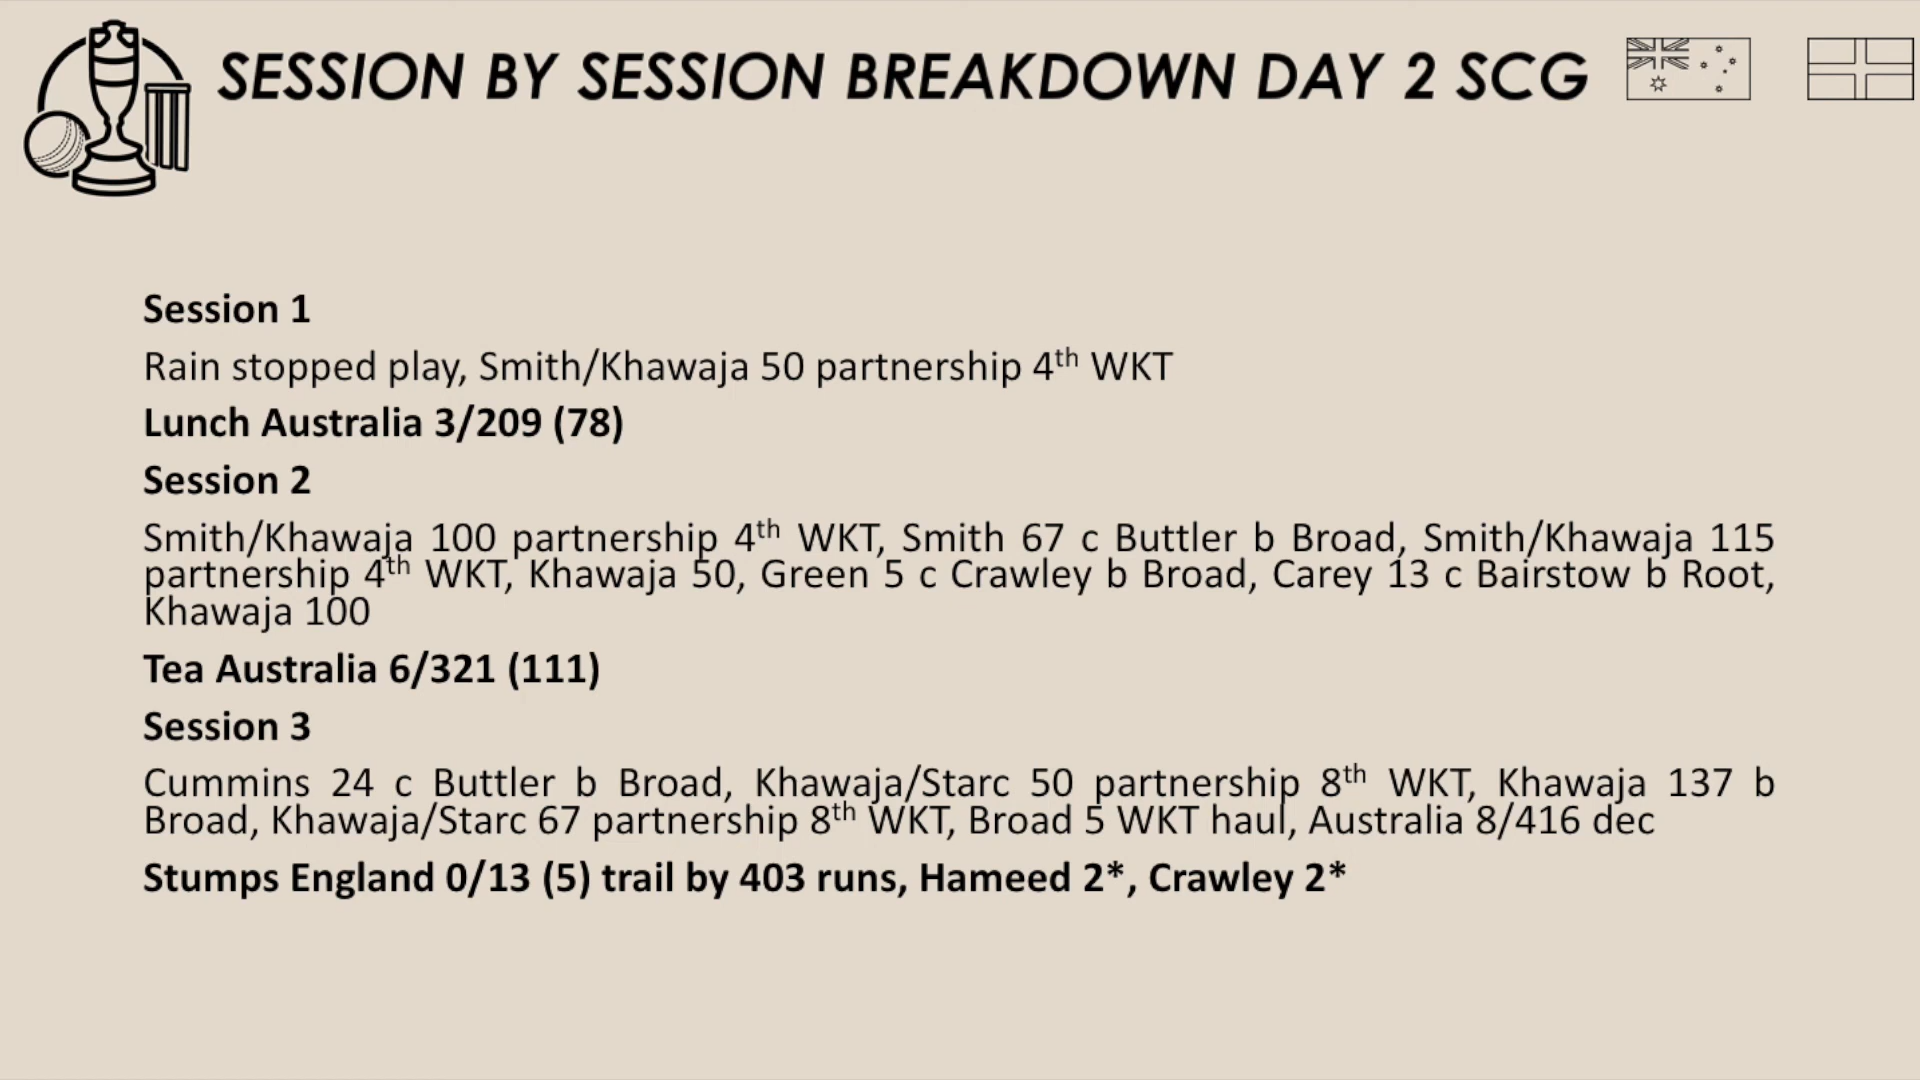 SESSION BY SESSION BREAKDOWN DAY 2 SCG
Session 1
Rain stopped play, Smith/Khawaja 50 partnership 4th WKT
Lunch Australia 3/209 (78)
Session 2
Smith/Khawaja 100 partnership 4th WKT, Smith 67 c Buttler b Broad, Smith/Khawaja 115
partnership 4th WKT, Khawaja 50, Green 5 c Crawley b Broad, Carey 13 c Bairstow b Root,
Khawaja 100
Tea Australia 6/321 (111)
Session 3
Cummins 24 c Buttler b Broad, Khawaja/Starc 50 partnership 8th WKT, Khawaja 137 b
Broad, Khawaja/Starc 67 partnership 8th WKT, Broad 5 WKT haul, Australia 8/416 dec
Stumps England 0/13 (5) trail by 403 runs, Hameed 2*, Crawley 2*